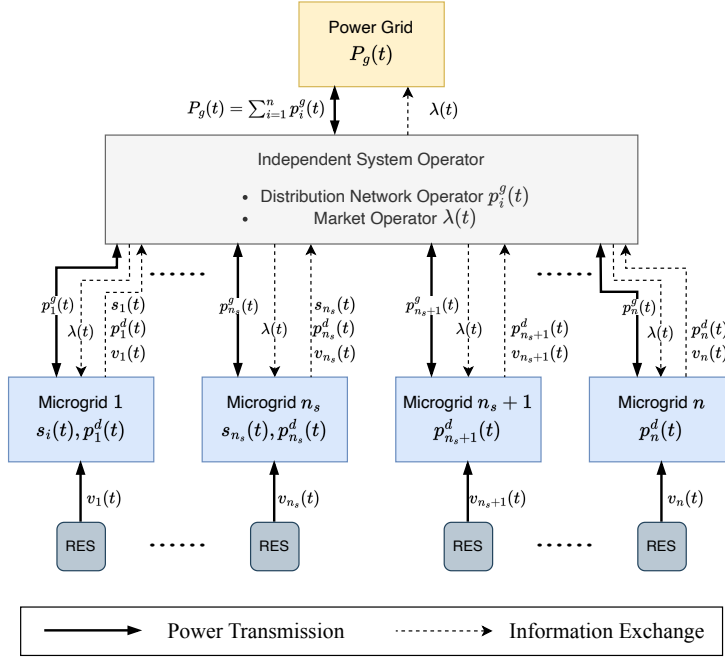 Power Grid
P_g(t)
P_g(t) = ∑_{i=1}^{n} p_i^g(t)
λ(t)
Independent System Operator
• Distribution Network Operator p_i^g(t)
• Market Operator λ(t)
p_1^g(t)
λ(t)
s_1(t)
p_1^d(t)
v_1(t)
p_{n_s}^g(t)
λ(t)
s_{n_s}(t)
p_{n_s}^d(t)
v_{n_s}(t)
p_{n_s+1}^g(t)
λ(t)
p_{n_s+1}^d(t)
v_{n_s+1}(t)
p_n^g(t)
λ(t)
p_n^d(t)
v_n(t)
Microgrid 1
s_i(t), p_1^d(t)
Microgrid n_s
s_{n_s}(t), p_{n_s}^d(t)
Microgrid n_s + 1
p_{n_s+1}^d(t)
Microgrid n
p_n^d(t)
v_1(t)
v_{n_s}(t)
v_{n_s+1}(t)
v_n(t)
RES
RES
RES
RES
Power Transmission
Information Exchange